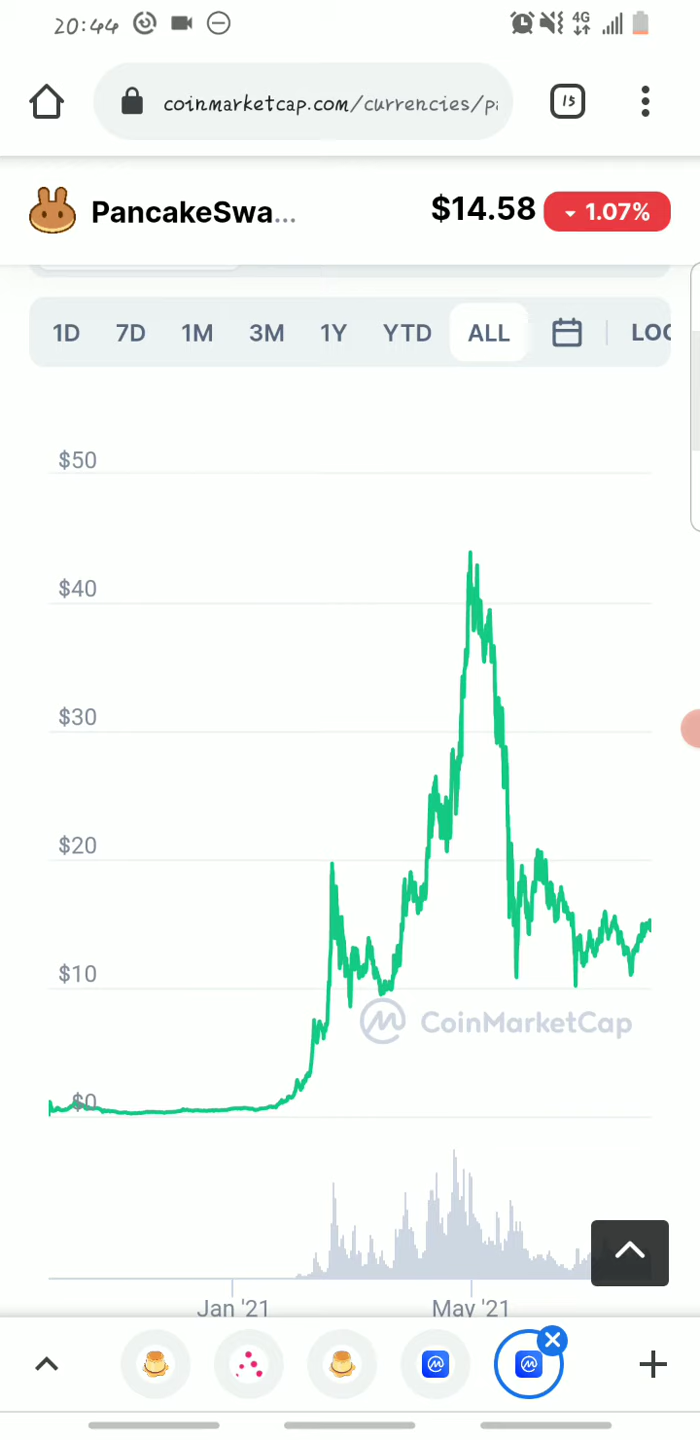 20:44 4G
coinmarketcap.com/currencies/p
15
PancakeSwa... $14.58 1.07%
1D 7D 1M 3M 1Y YTD ALL LOG
$50
$40
$30
$20
$10
CoinMarketCap
$0
Jan '21 May '21